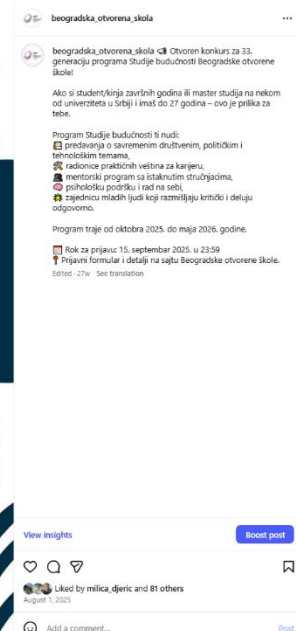 beogradska_otvorena_skola
beogradska_otvorena_skola 📢 Otvoren konkurs za 33.
generaciju programa Studije budućnosti Beogradske otvorene
škole!
Ako si student/kinja završnih godina ili master studija na nekom
od univerziteta u Srbiji i imaš do 27 godina – ovo je prilika za
tebe.
Program Studije budućnosti ti nudi:
predavanja o savremenim društvenim, političkim i
tehnološkim temama,
🛠 radionice praktičnih veština za karijeru,
mentorski program sa istaknutim stručnjacima,
🧠 psihološku podršku i rad na sebi,
zajednicu mladih ljudi koji razmišljaju kritički i deluju
odgovorno.
Program traje od oktobra 2025. do maja 2026. godine.
📅 Rok za prijavu: 15. septembar 2025. u 23:59
📍 Prijavni formular i detalji na sajtu Beogradske otvorene škole.
Edited · 27w See translation
View insights
Boost post
Liked by milica_djeric and 81 others
August 1, 2025
Add a comment...
Post